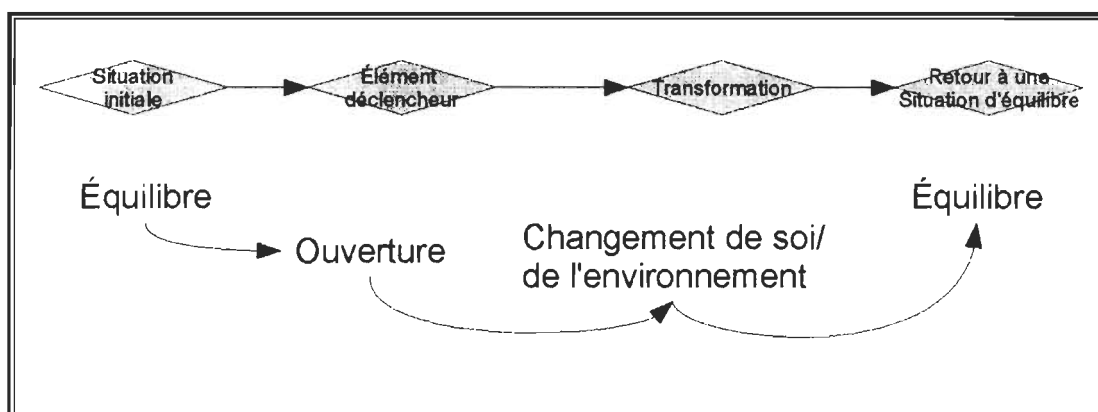 Situation
initiale
Élément
déclencheur
Transformation
Retour à une
Situation d'équilibre
Équilibre
Ouverture
Changement de soi/
de l'environnement
Équilibre